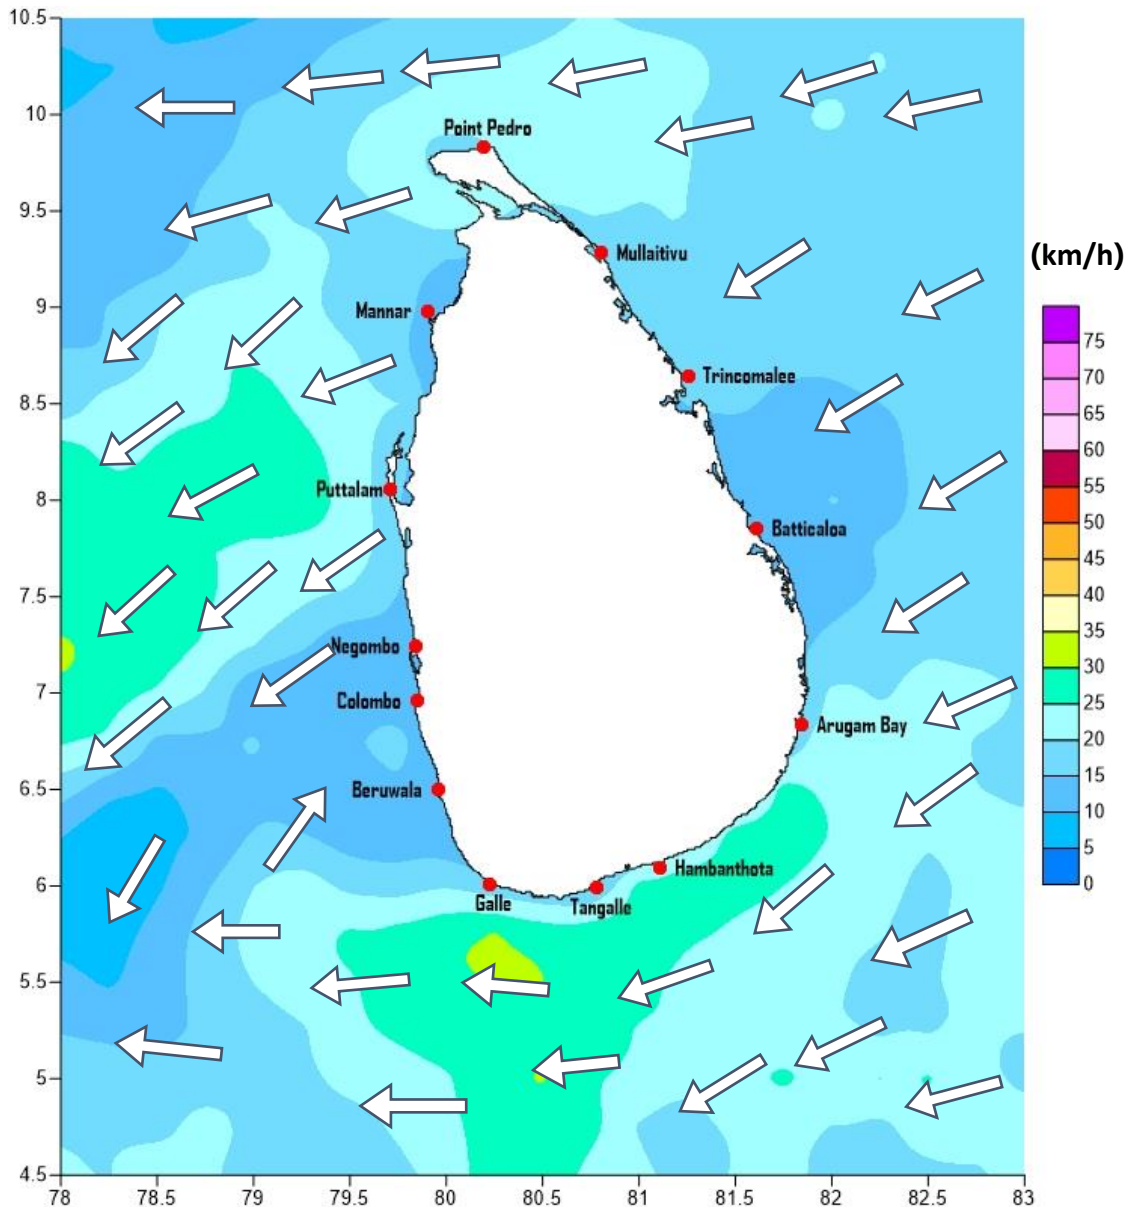 10.5
10
Point Pedro
9.5
Mullaitivu
(km/h)
9
Mannar
75
Trincomalee
70
8.5
65
60
8
Puttalam
55
Batticaloa
50
45
7.5
40
Negombo
35
7
Colombo
30
Arugam Bay
25
20
6.5
Beruwala
15
10
Hambanthota
5
6
Galle
Tangalle
0
5.5
5
4.5
78 78.5 79 79.5 80 80.5 81 81.5 82 82.5 83